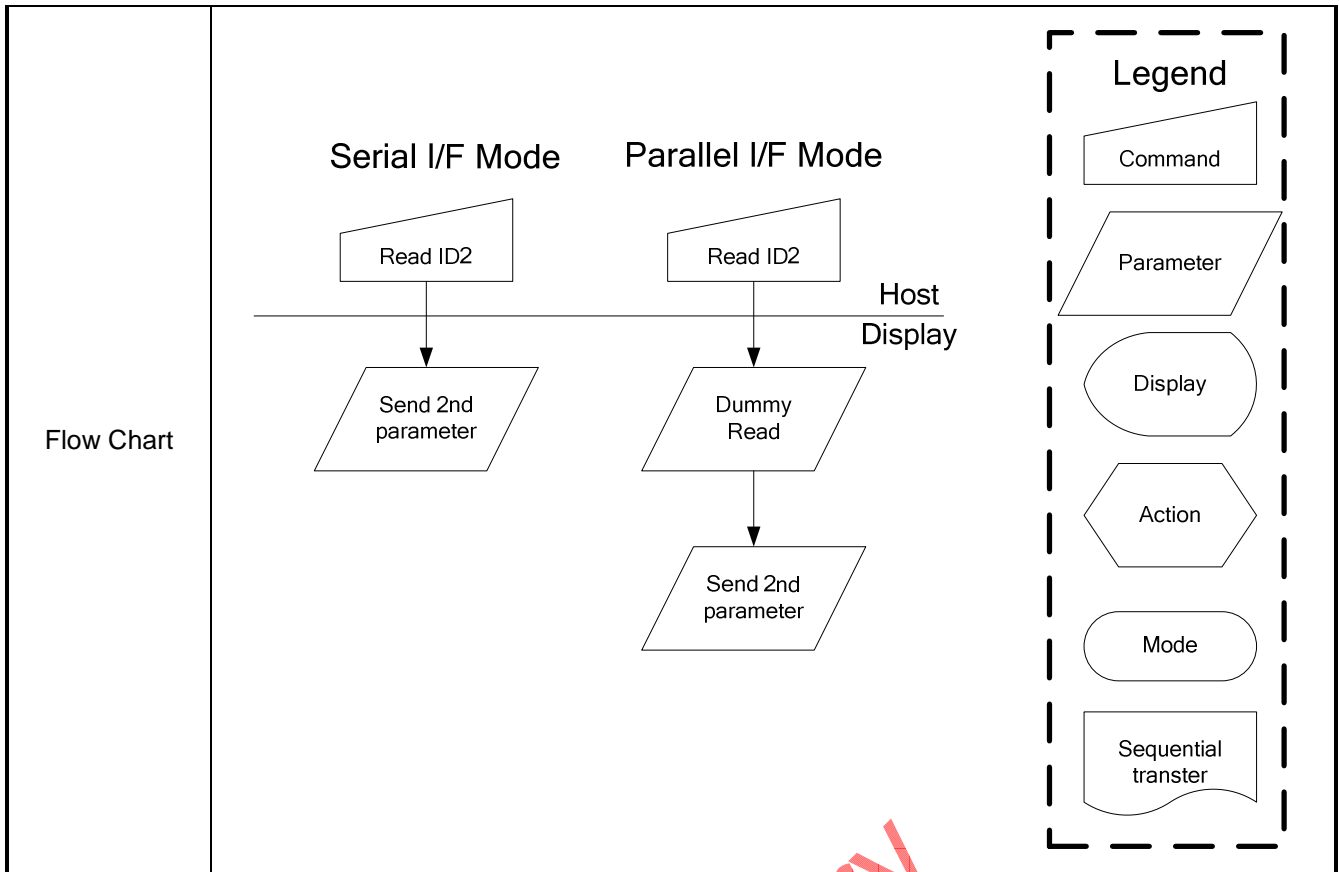 Flow Chart
Serial I/F Mode
Read ID2
Send 2nd
parameter
Parallel I/F Mode
Read ID2
Host
Display
Dummy
Read
Send 2nd
parameter
Legend
Command
Parameter
Display
Action
Mode
Sequential
transter